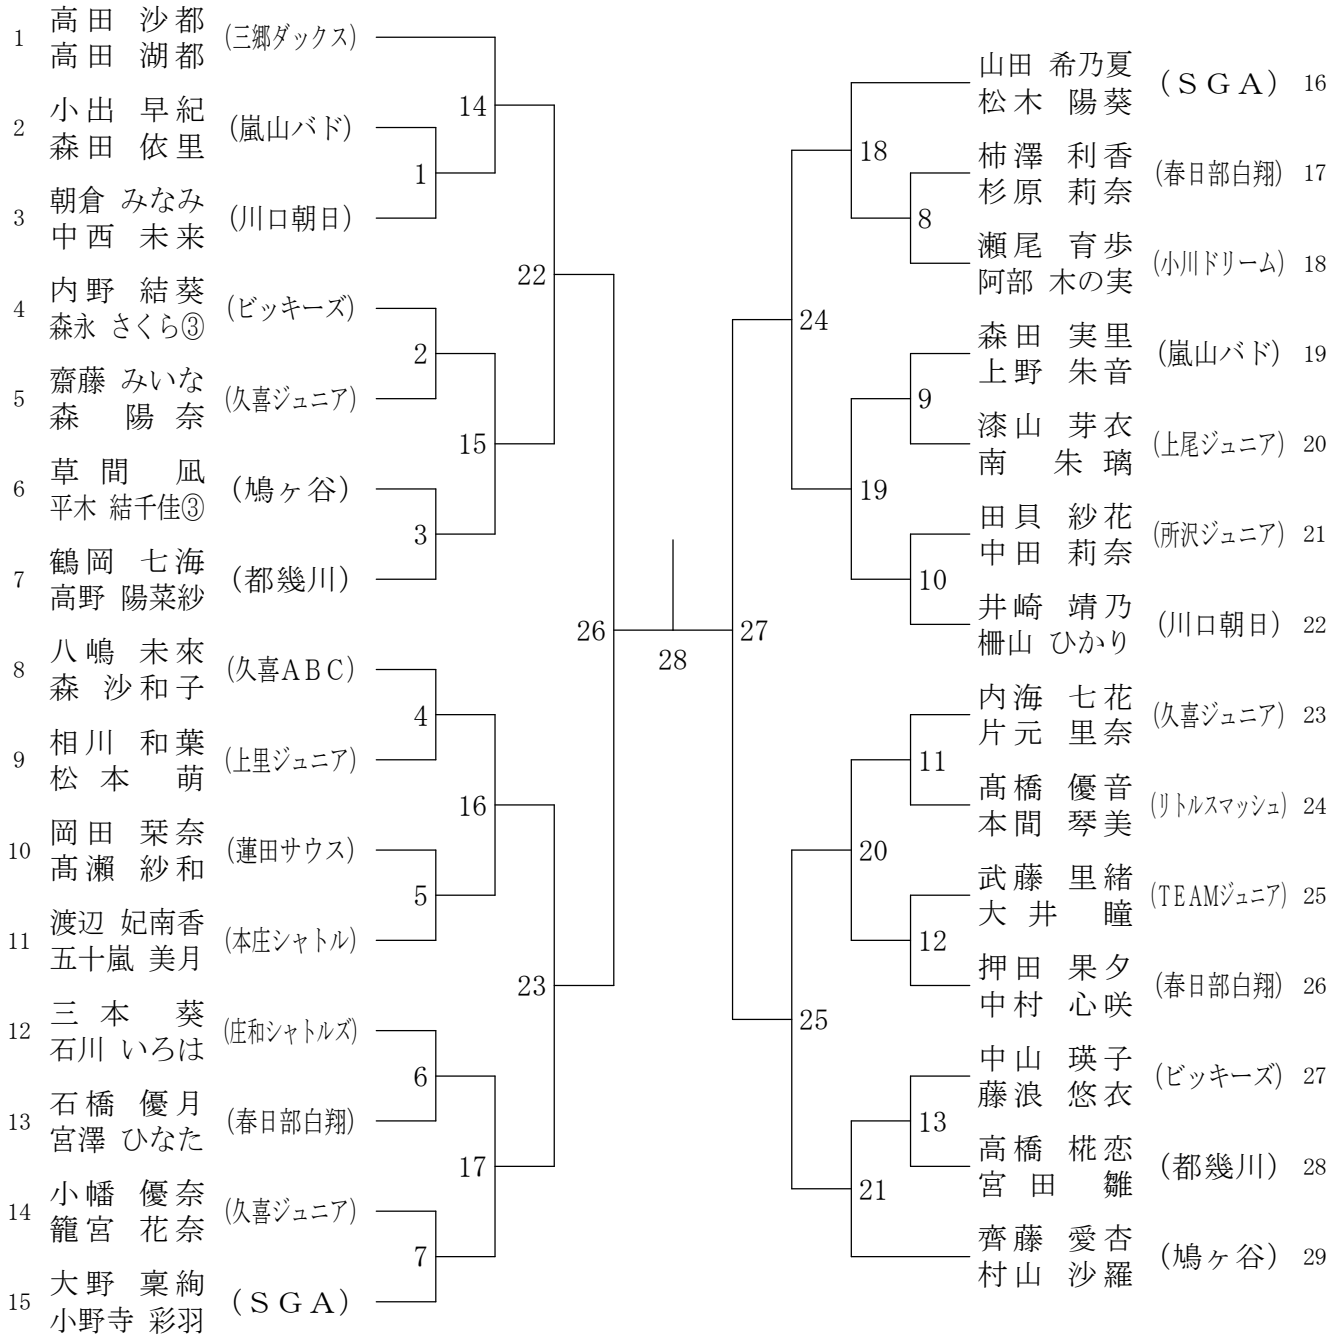 1 高田 沙都 (三郷ダックス)
高田 湖都
2 小出 早紀 (嵐山バド)
森田 依里
3 朝倉 みなみ (川口朝日)
中西 未来
4 内野 結葵 (ビッキーズ)
森永 さくら③
5 齋藤 みいな (久喜ジュニア)
森 陽奈
6 草間 凪 (鳩ヶ谷)
平木 結千佳③
7 鶴岡 七海 (都幾川)
高野 陽菜紗
8 八嶋 未來 (久喜ABC)
森 沙和子
9 相川 和葉 (上里ジュニア)
松本 萌
10 岡田 栞奈 (蓮田サウス)
髙瀨 紗和
11 渡辺 妃南香 (本庄シャトル)
五十嵐 美月
12 三本 葵 (庄和シャトルズ)
石川 いろは
13 石橋 優月 (春日部白翔)
宮澤 ひなた
14 小幡 優奈 (久喜ジュニア)
籠宮 花奈
15 大野 稟絢 (SGA)
小野寺 彩羽
14
1
22
2
15
3
26
4
16
5
23
6
17
7
28
27
18
8
24
9
19
10
11
20
12
25
13
21
山田 希乃夏 (SGA) 16
松木 陽葵
柿澤 利香 (春日部白翔) 17
杉原 莉奈
瀬尾 育歩 (小川ドリーム) 18
阿部 木の実
森田 実里 (嵐山バド) 19
上野 朱音
漆山 芽衣 (上尾ジュニア) 20
南 朱璃
田貝 紗花 (所沢ジュニア) 21
中田 莉奈
井崎 靖乃 (川口朝日) 22
柵山 ひかり
内海 七花 (久喜ジュニア) 23
片元 里奈
髙橋 優音 (リトルスマッシュ) 24
本間 琴美
武藤 里緒 (TEAMジュニア) 25
大井 瞳
押田 果夕 (春日部白翔) 26
中村 心咲
中山 瑛子 (ビッキーズ) 27
藤浪 悠衣
高橋 椛恋 (都幾川) 28
宮田 雛
齊藤 愛杏 (鳩ヶ谷) 29
村山 沙羅